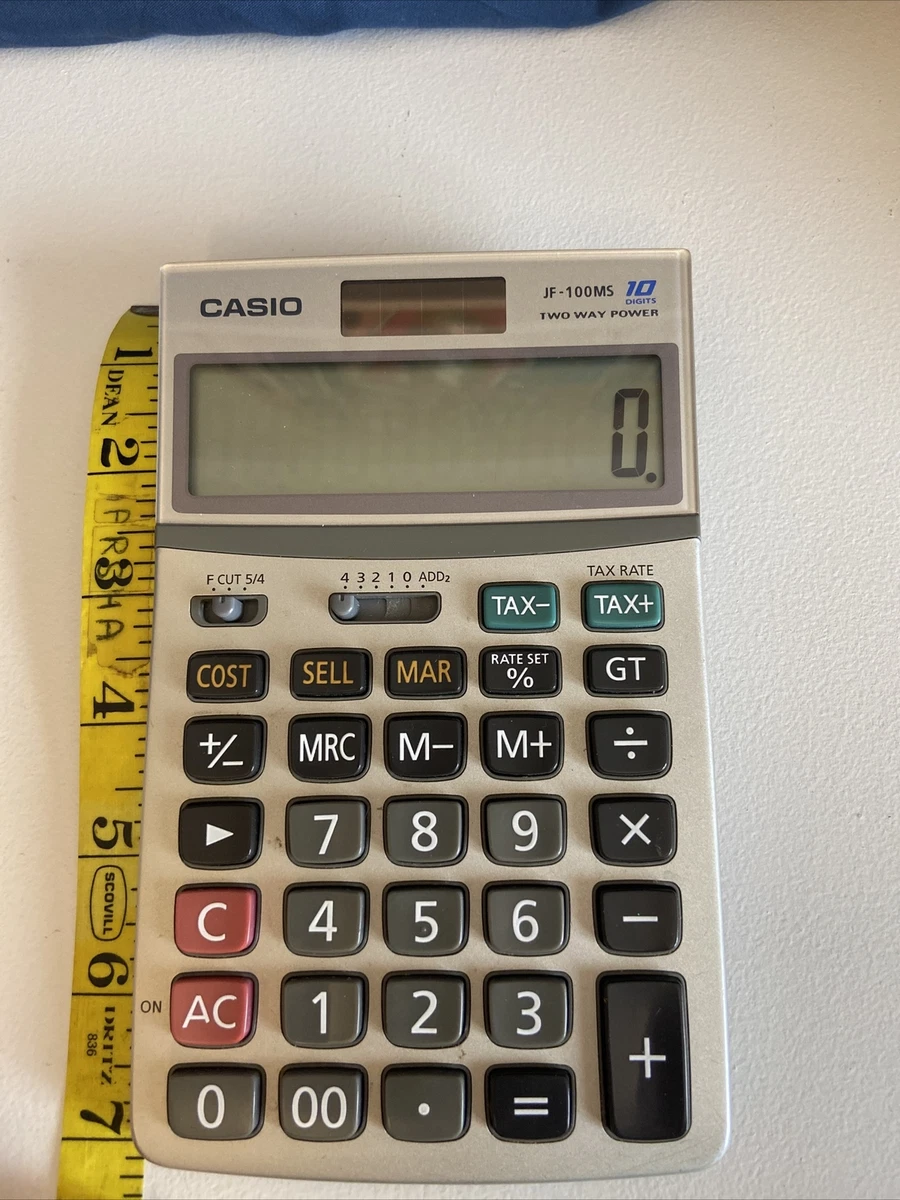 CASIO
JF-100MS 10
DIGITS
TWO WAY POWER
0.
F CUT 5/4
4 3 2 1 0 ADD₂
TAX RATE
TAX−
TAX+
COST
SELL
MAR
RATE SET
%
GT
+/−
MRC
M−
M+
÷
▶
7
8
9
×
C
4
5
6
−
ON
AC
1
2
3
+
0
00
·
=
1
DEAN
2
3
4
5
SCOVILL
6
DRITZ
836
7